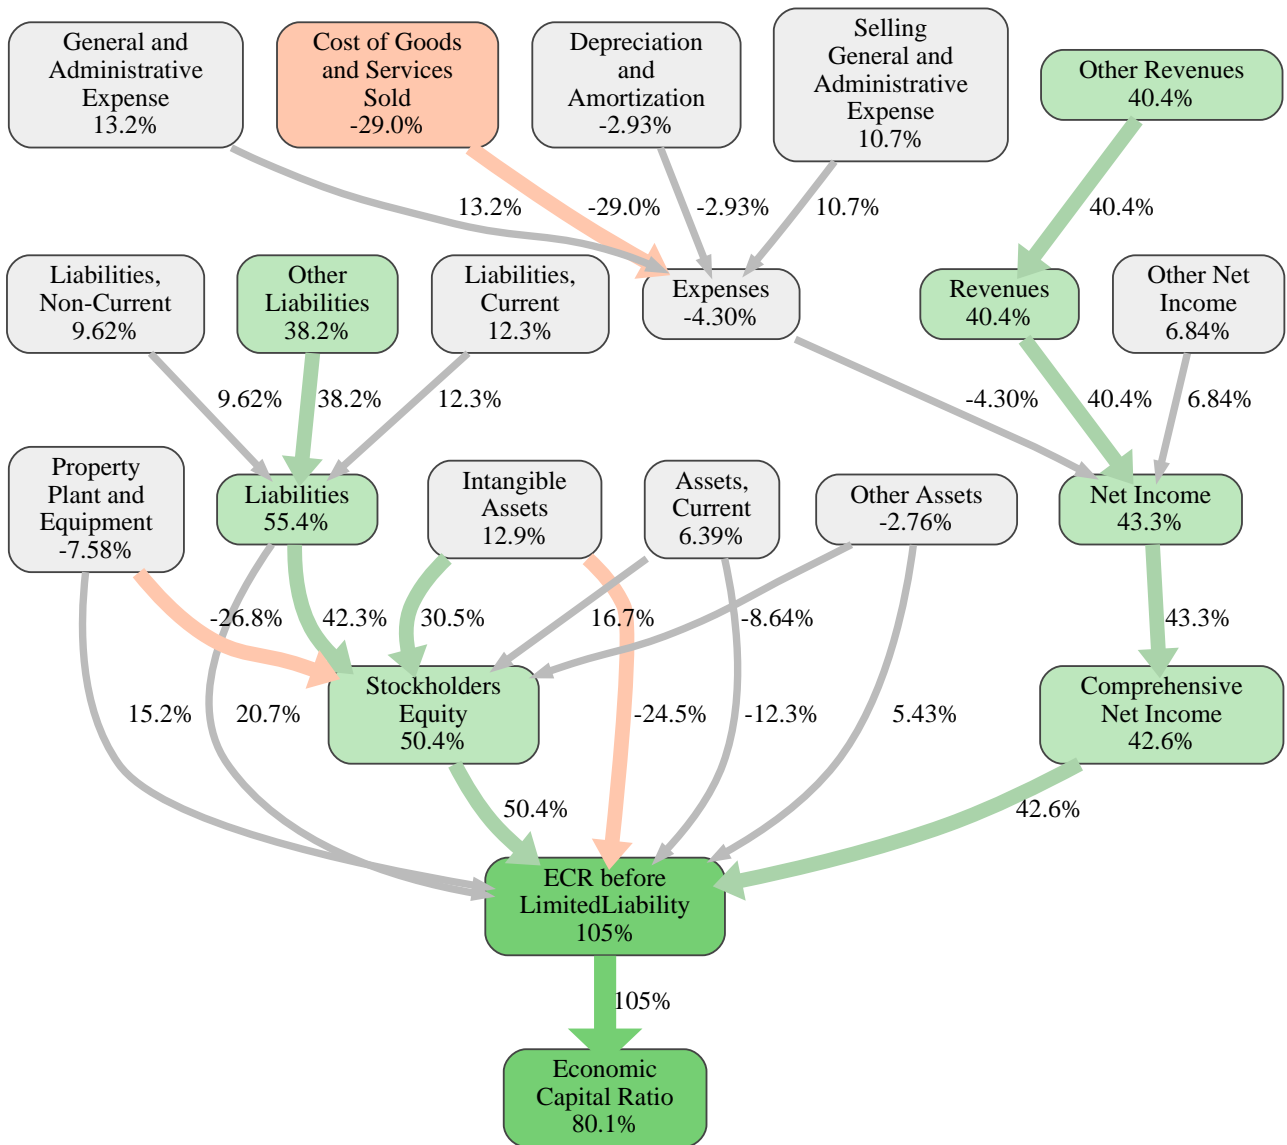 General and
Administrative
Expense
13.2%
Cost of Goods
and Services
Sold
-29.0%
Depreciation
and
Amortization
-2.93%
Selling
General and
Administrative
Expense
10.7%
Other Revenues
40.4%
13.2%
-29.0%
-2.93%
10.7%
40.4%
Liabilities,
Non-Current
9.62%
Other
Liabilities
38.2%
Liabilities,
Current
12.3%
Expenses
-4.30%
Revenues
40.4%
Other Net
Income
6.84%
9.62%
38.2%
12.3%
-4.30%
40.4%
6.84%
Property
Plant and
Equipment
-7.58%
Liabilities
55.4%
Intangible
Assets
12.9%
Assets,
Current
6.39%
Other Assets
-2.76%
Net Income
43.3%
-26.8%
42.3%
30.5%
16.7%
-8.64%
43.3%
15.2%
20.7%
Stockholders
Equity
50.4%
-24.5%
-12.3%
5.43%
Comprehensive
Net Income
42.6%
50.4%
42.6%
ECR before
LimitedLiability
105%
105%
Economic
Capital Ratio
80.1%